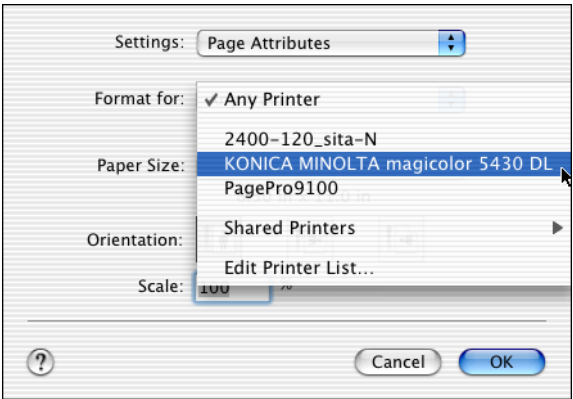 Settings: Page Attributes
Format for: ✓ Any Printer
2400-120_sita-N
KONICA MINOLTA magicolor 5430 DL
Paper Size:
PagePro9100
Shared Printers
Orientation:
Edit Printer List...
Scale: 100 %
? Cancel OK